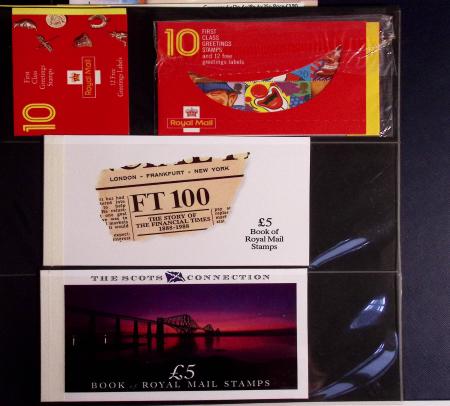 10
First
Class
Greetings
Stamps
Royal Mail
12 Free
Greetings Labels
10
FIRST
CLASS
GREETINGS
STAMPS
and 12 free
greetings labels
Royal Mail
LONDON - FRANKFURT - NEW YORK
FT 100
THE STORY OF
THE FINANCIAL TIMES
1888-1988
£5
Book of
Royal Mail
Stamps
THE SCOTS CONNECTION
£5
BOOK of ROYAL MAIL STAMPS